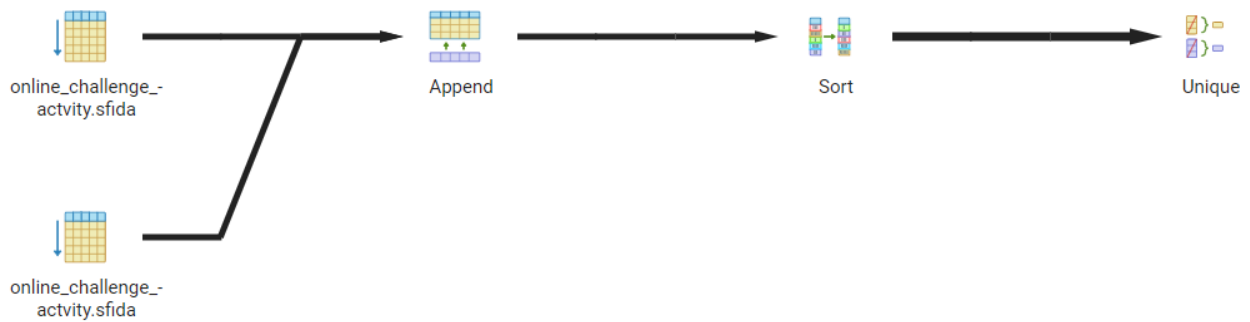 online_challenge_-
actvity.sfida
Append
Sort
Unique
online_challenge_-
actvity.sfida